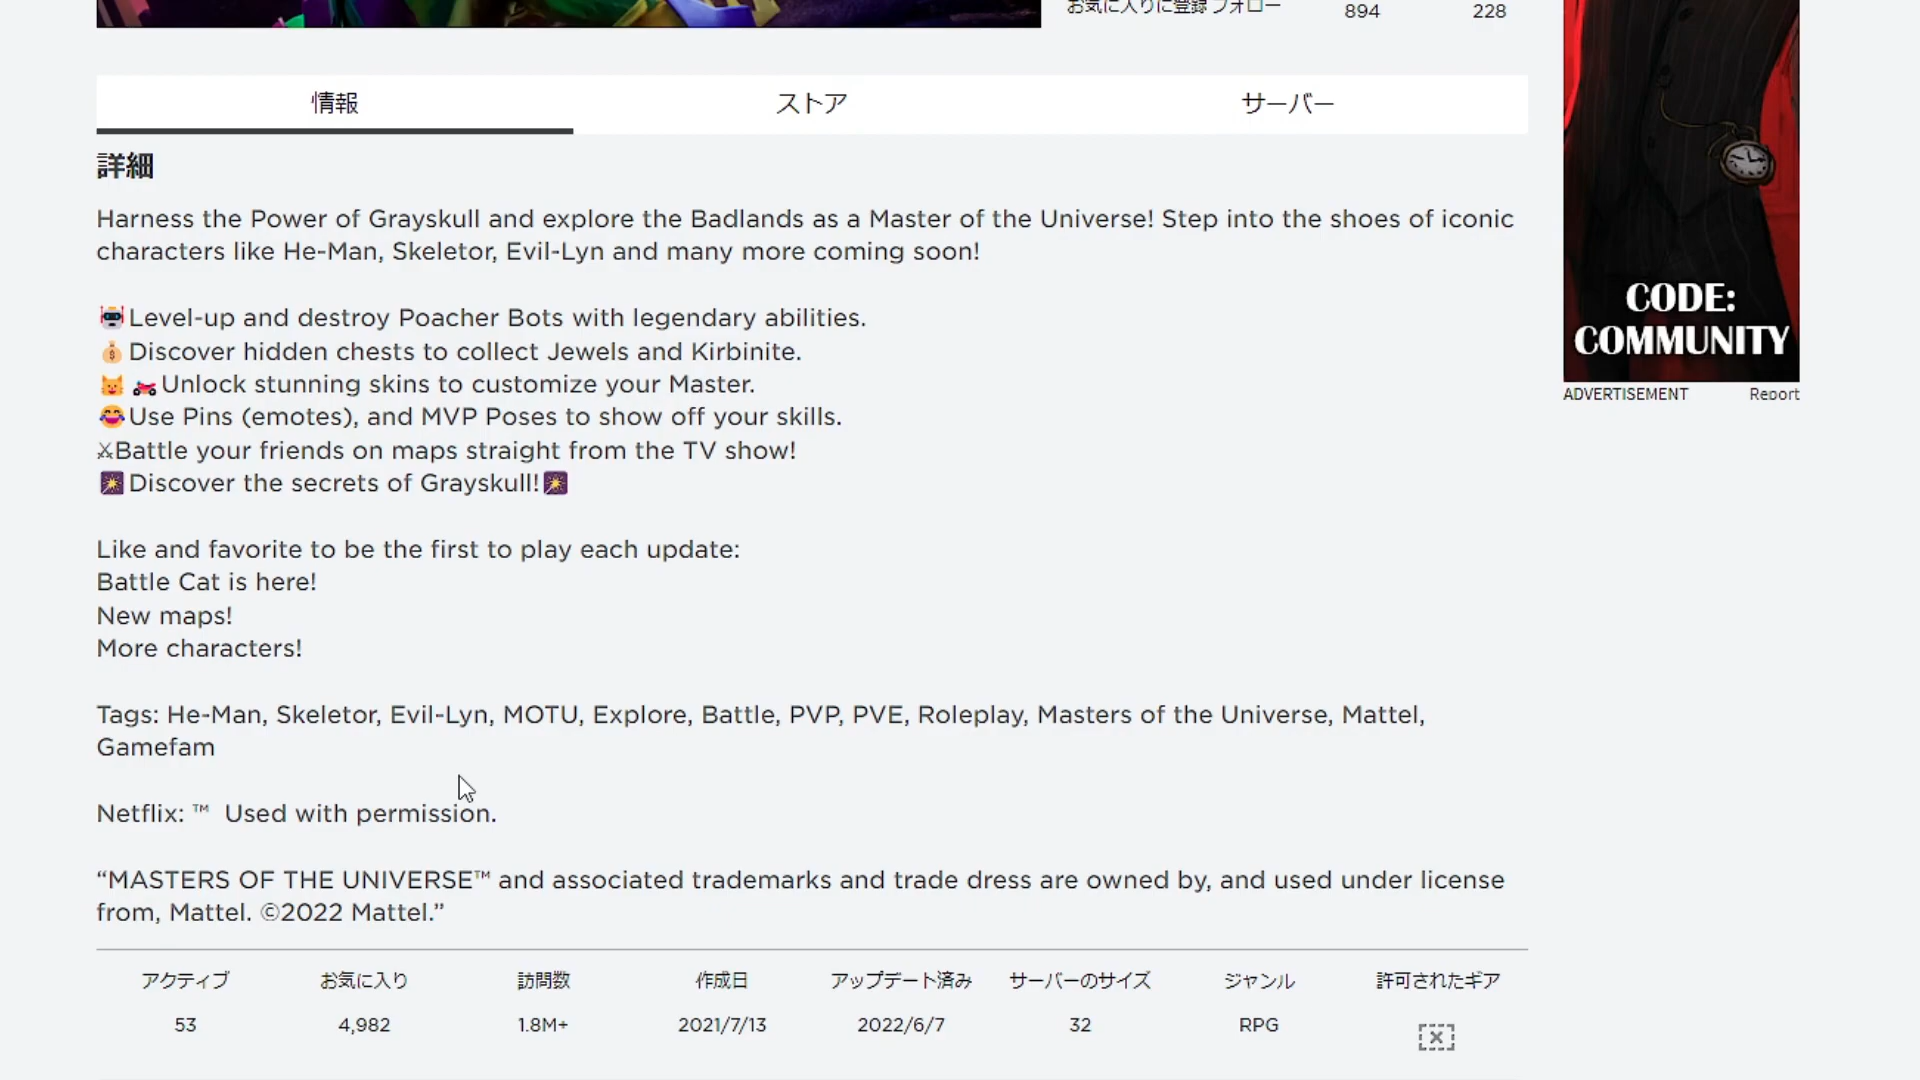 お気に入りに登録 フォロー 894 228
情報 ストア サーバー
詳細
Harness the Power of Grayskull and explore the Badlands as a Master of the Universe! Step into the shoes of iconic
characters like He-Man, Skeletor, Evil-Lyn and many more coming soon!
🤖Level-up and destroy Poacher Bots with legendary abilities.
💰Discover hidden chests to collect Jewels and Kirbinite.
🐱 🏍Unlock stunning skins to customize your Master.
😂Use Pins (emotes), and MVP Poses to show off your skills.
⚔Battle your friends on maps straight from the TV show!
🎇Discover the secrets of Grayskull!🎇
Like and favorite to be the first to play each update:
Battle Cat is here!
New maps!
More characters!
Tags: He-Man, Skeletor, Evil-Lyn, MOTU, Explore, Battle, PVP, PVE, Roleplay, Masters of the Universe, Mattel,
Gamefam
Netflix: ™ Used with permission.
“MASTERS OF THE UNIVERSE™ and associated trademarks and trade dress are owned by, and used under license
from, Mattel. ©2022 Mattel.”
アクティブ お気に入り 訪問数 作成日 アップデート済み サーバーのサイズ ジャンル 許可されたギア
53 4,982 1.8M+ 2021/7/13 2022/6/7 32 RPG
CODE:
COMMUNITY
ADVERTISEMENT Report